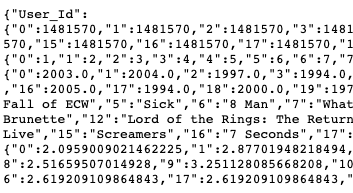 {"User_Id":
{"0":1481570,"1":1481570,"2":1481570,"3":1481
570,"15":1481570,"16":1481570,"17":1481570,"1
{"0":1,"1":2,"2":3,"3":4,"4":5,"5":6,"6":7,"7
{"0":2003.0,"1":2004.0,"2":1997.0,"3":1994.0,
,"16":2005.0,"17":1994.0,"18":2000.0,"19":197
Fall of ECW","5":"Sick","6":"8 Man","7":"What
Brunette","12":"Lord of the Rings: The Return
Live","15":"Screamers","16":"7 Seconds","17":
{"0":2.0959009021462225,"1":2.87701948218494,
8":2.51659507014928,"9":3.251128085668208,"10
6":2.619209109864843,"17":2.619209109864843,"